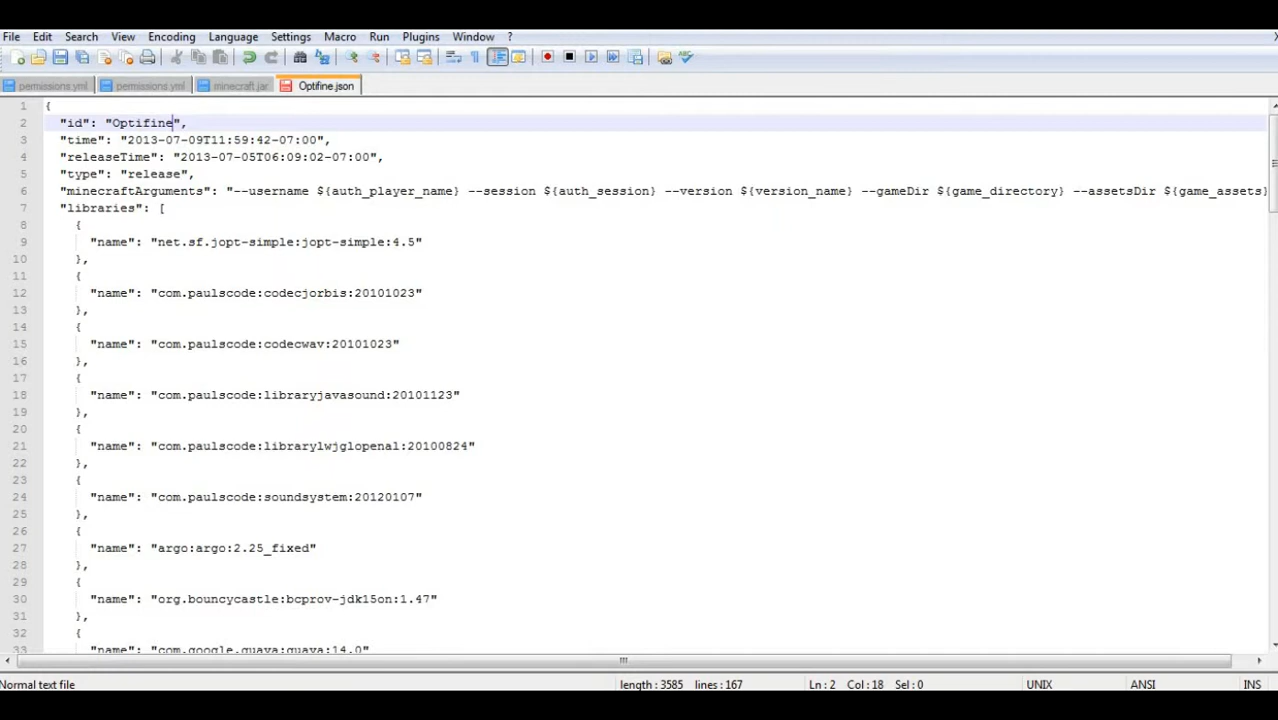 File Edit Search View Encoding Language Settings Macro Run Plugins Window ?
permissions.yml permissions.yml minecraft.jar Optifine.json
1 {
2 "id": "Optifine",
3 "time": "2013-07-09T11:59:42-07:00",
4 "releaseTime": "2013-07-05T06:09:02-07:00",
5 "type": "release",
6 "minecraftArguments": "--username ${auth_player_name} --session ${auth_session} --version ${version_name} --gameDir ${game_directory} --assetsDir ${game_assets}
7 "libraries": [
8 {
9 "name": "net.sf.jopt-simple:jopt-simple:4.5"
10 },
11 {
12 "name": "com.paulscode:codecjorbis:20101023"
13 },
14 {
15 "name": "com.paulscode:codecwav:20101023"
16 },
17 {
18 "name": "com.paulscode:libraryjavasound:20101123"
19 },
20 {
21 "name": "com.paulscode:librarylwjglopenal:20100824"
22 },
23 {
24 "name": "com.paulscode:soundsystem:20120107"
25 },
26 {
27 "name": "argo:argo:2.25_fixed"
28 },
29 {
30 "name": "org.bouncycastle:bcprov-jdk15on:1.47"
31 },
32 {
33 "name": "com.google.guava:guava:14.0"
Normal text file length : 3585 lines : 167 Ln : 2 Col : 18 Sel : 0 UNIX ANSI INS